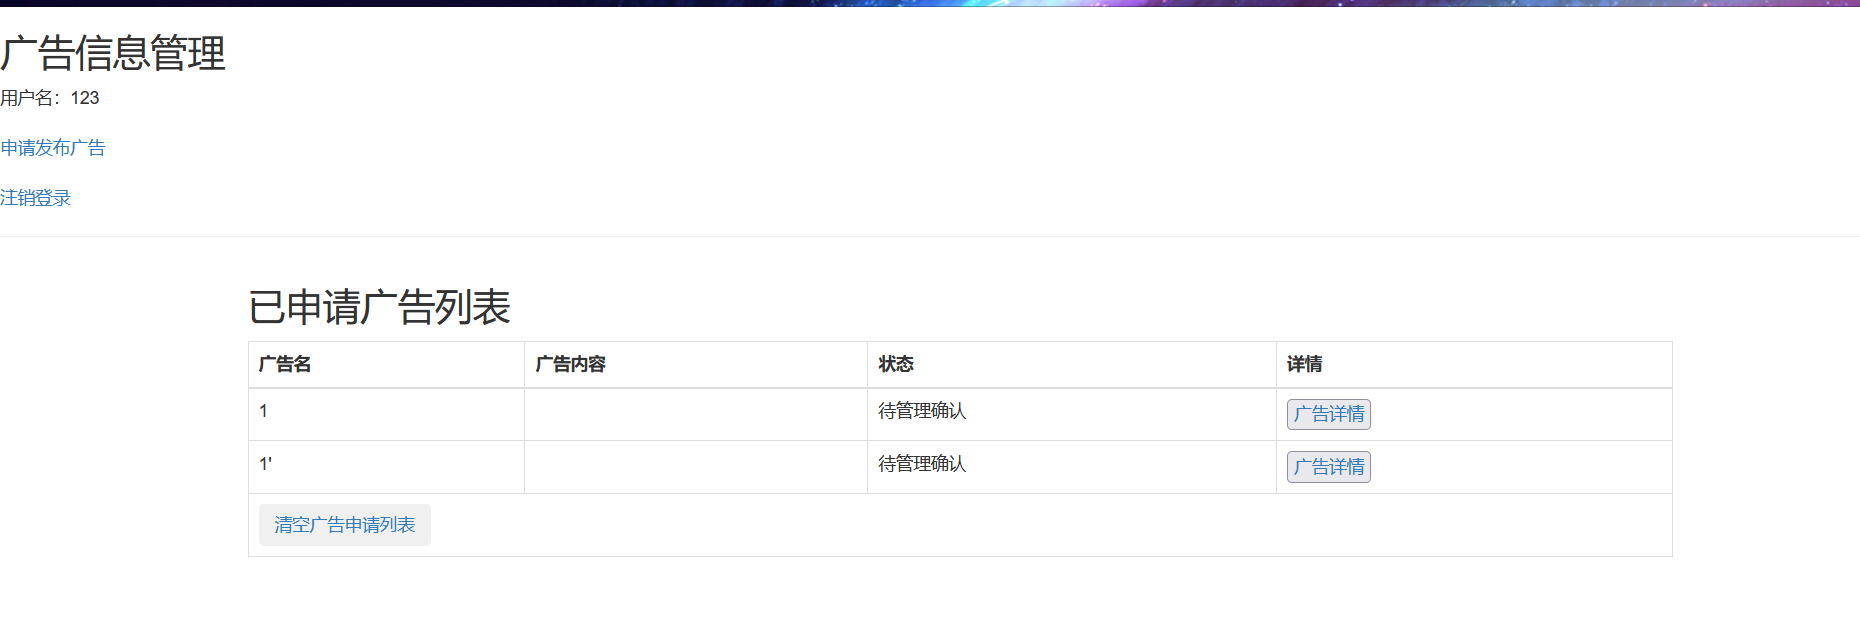 广告信息管理
用户名：123
申请发布广告
注销登录
已申请广告列表
广告名 广告内容 状态 详情
1 待管理确认 广告详情
1' 待管理确认 广告详情
清空广告申请列表